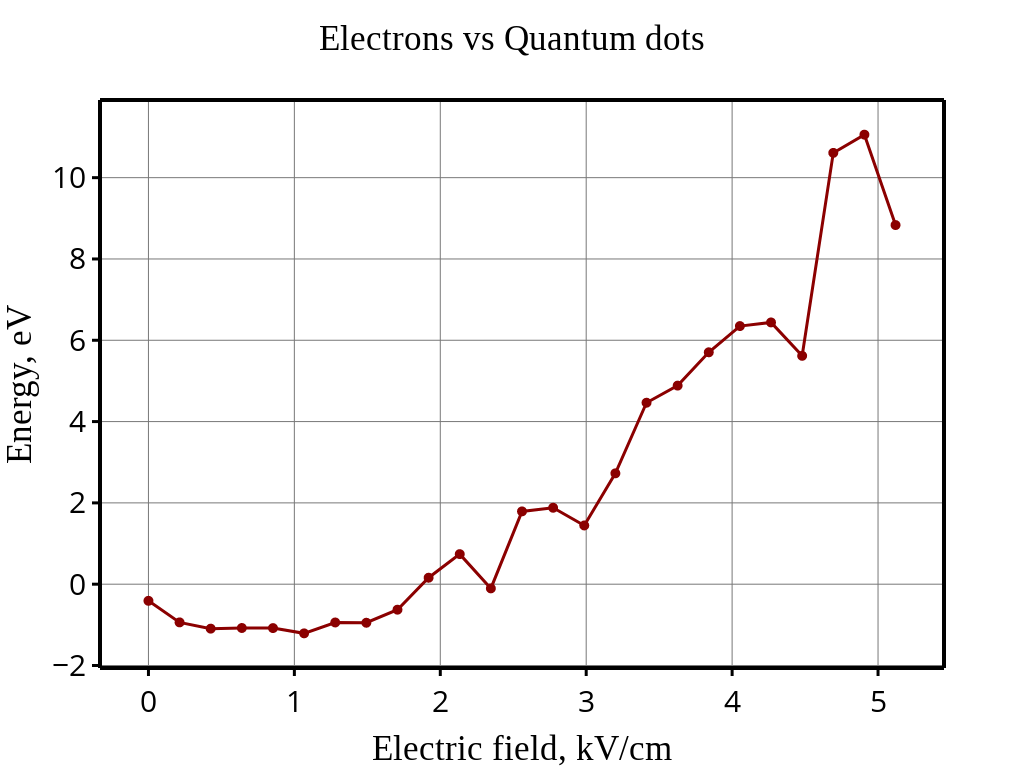 Electrons vs Quantum dots
Energy, eV
10
8
6
4
2
0
−2
0 1 2 3 4 5
Electric field, kV/cm